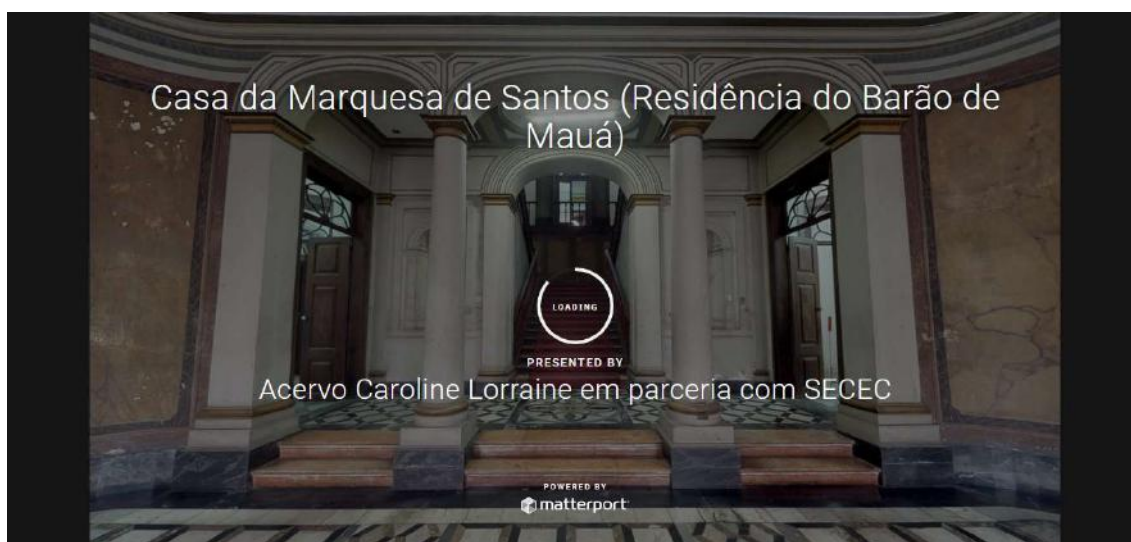 Casa da Marquesa de Santos (Residência do Barão de
Mauá)
LOADING
PRESENTED BY
Acervo Caroline Lorraine em parceria com SECEC
POWERED BY
matterport